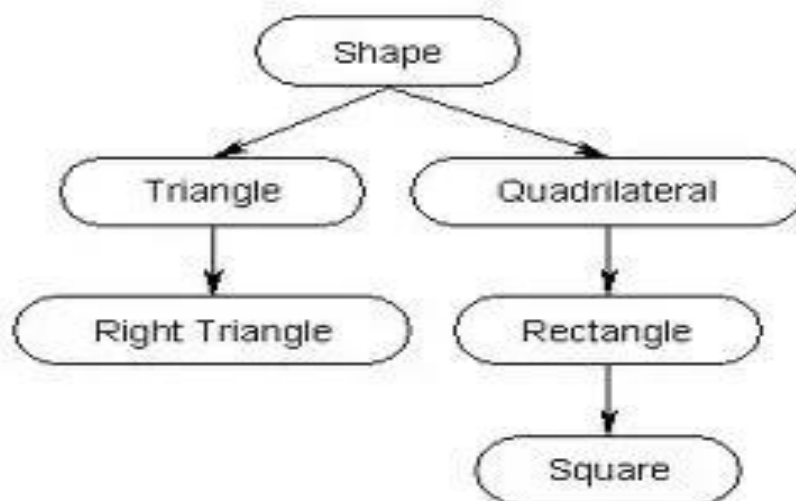 Shape
Triangle
Quadrilateral
Right Triangle
Rectangle
Square